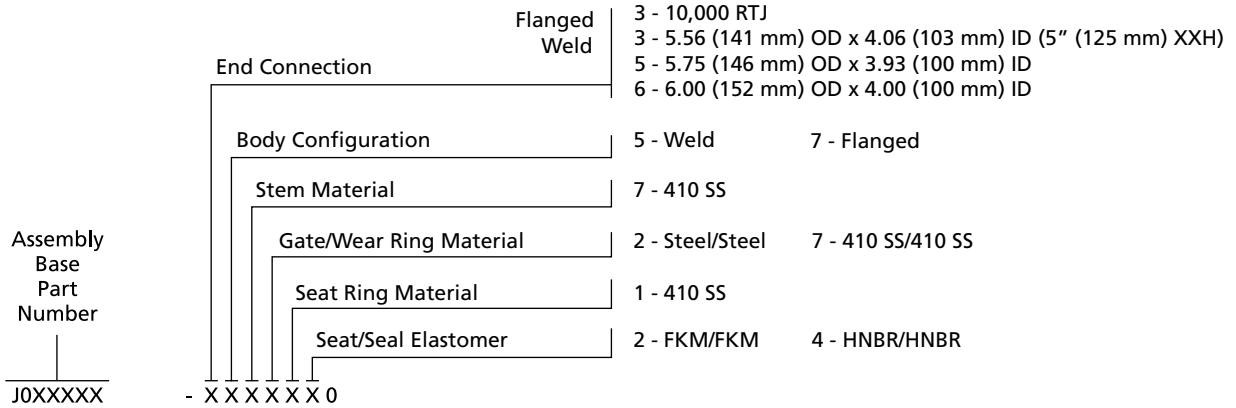 Flanged
Weld
3 - 10,000 RTJ
3 - 5.56 (141 mm) OD x 4.06 (103 mm) ID (5” (125 mm) XXH)
5 - 5.75 (146 mm) OD x 3.93 (100 mm) ID
6 - 6.00 (152 mm) OD x 4.00 (100 mm) ID
End Connection
Body Configuration
5 - Weld 7 - Flanged
Stem Material
7 - 410 SS
Gate/Wear Ring Material
2 - Steel/Steel 7 - 410 SS/410 SS
Seat Ring Material
1 - 410 SS
Seat/Seal Elastomer
2 - FKM/FKM 4 - HNBR/HNBR
Assembly
Base
Part
Number
J0XXXXX - X X X X X X 0